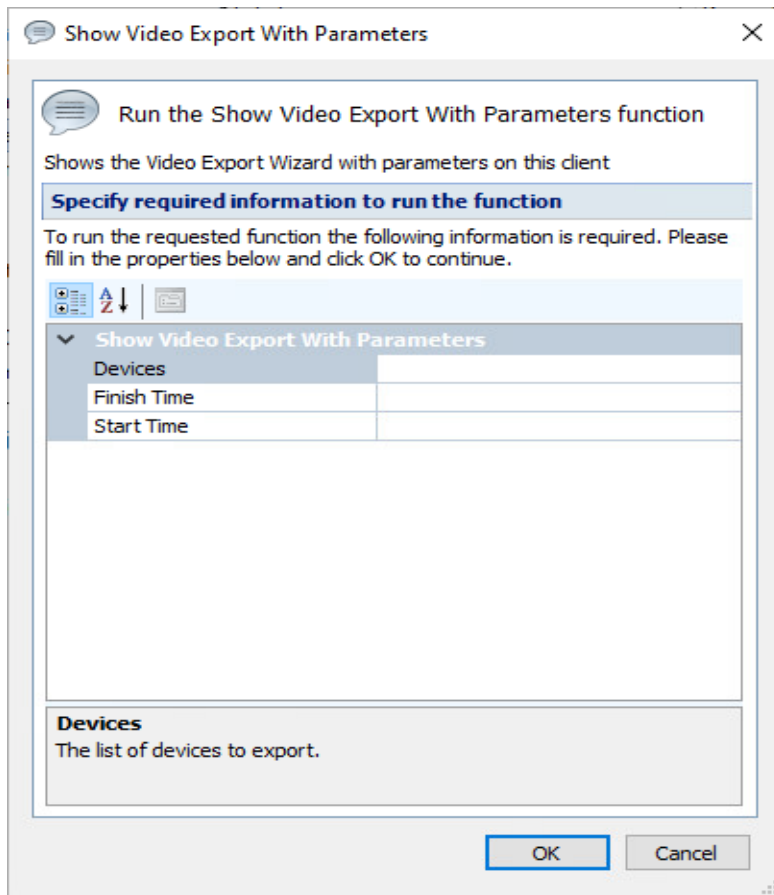 Show Video Export With Parameters
Run the Show Video Export With Parameters function
Shows the Video Export Wizard with parameters on this client
Specify required information to run the function
To run the requested function the following information is required. Please
fill in the properties below and click OK to continue.
Show Video Export With Parameters
Devices
Finish Time
Start Time
Devices
The list of devices to export.
OK
Cancel